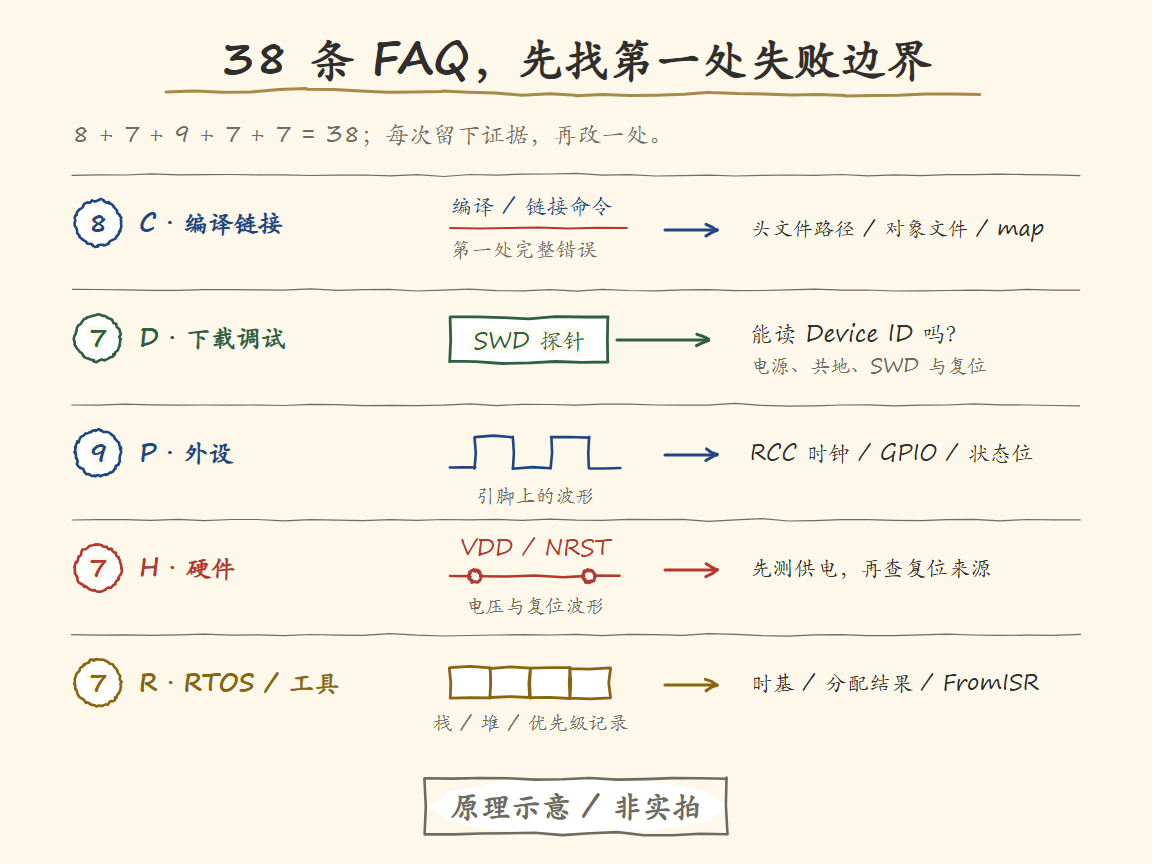 38 条 FAQ，先找第一处失败边界
8 + 7 + 9 + 7 + 7 = 38；每次留下证据，再改一处。
8 C · 编译链接
编译 / 链接命令
第一处完整错误
头文件路径 / 对象文件 / map
7 D · 下载调试
SWD 探针
能读 Device ID 吗？
电源、共地、SWD 与复位
9 P · 外设
引脚上的波形
RCC 时钟 / GPIO / 状态位
7 H · 硬件
VDD / NRST
电压与复位波形
先测供电，再查复位来源
7 R · RTOS / 工具
栈 / 堆 / 优先级记录
时基 / 分配结果 / FromISR
原理示意 / 非实拍